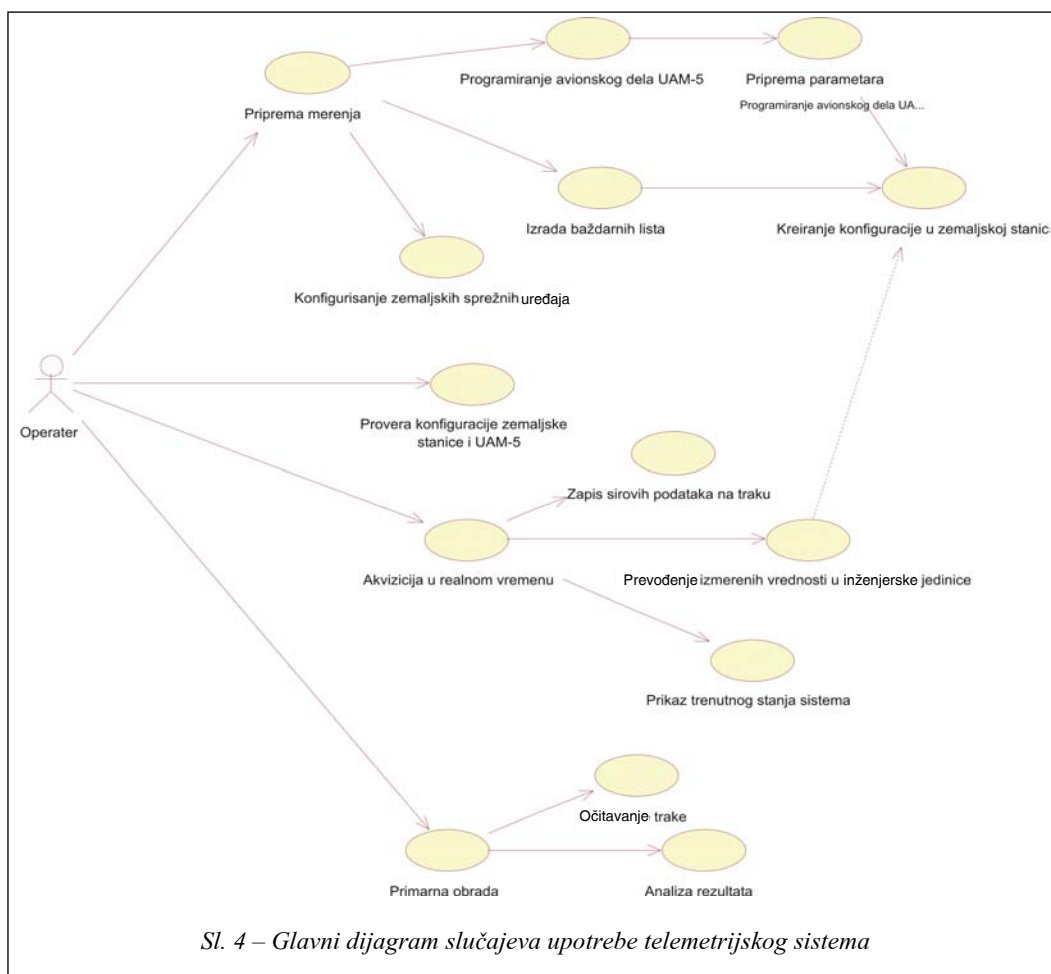 Programiranje avionskog dela UAM-5
Priprema parametara
Programiranje avionskog dela UA...
Priprema merenja
Izrada baždarnih lista
Kreiranje konfiguracije u zemaljskoj stanic
Konfigurisanje zemaljskih sprežnih uređaja
Operater
Provera konfiguracije zemaljske
stanice i UAM-5
Zapis sirovih podataka na traku
Akvizicija u realnom vremenu
Prevođenje izmerenih vrednosti u inženjerske jedinice
Prikaz trenutnog stanja sistema
Očitavanje trake
Primarna obrada
Analiza rezultata
Sl. 4 – Glavni dijagram slučajeva upotrebe telemetrijskog sistema